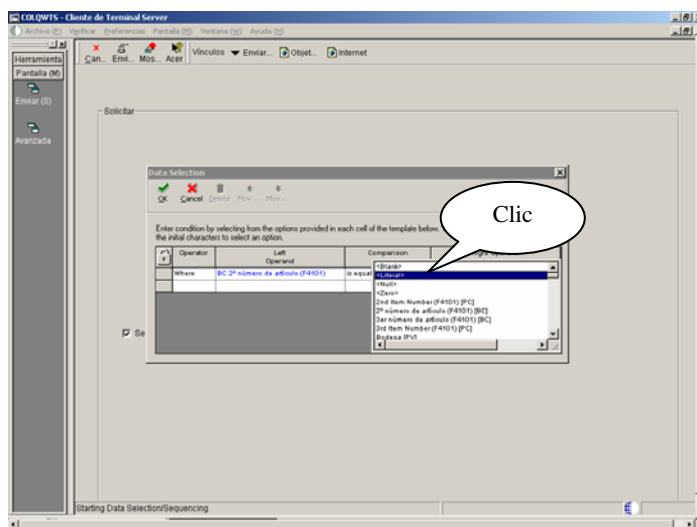 COLQWTS - Cliente de Terminal Server
Archivo (F) Verificar Preferencias Pantalla (M) Ventana (W) Ayuda (H)
Herramienta
Pantalla (M)
Enviar (S)
Avanzada
Can... Envi... Mos... Acer Vínculos Enviar... Objet... Internet
Solicitar
Data Selection
OK Cancel Delete Mov... Mov...
Enter condition by selecting from the options provided in each cell of the template below.
the initial characters to select an option.
Operator Left Operand Comparison
Where BC 2º número de artículo (F4101) is equal
<Blank>
<Literal>
<Null>
<Zero>
2nd Item Number (F4101) [PC]
2º número de artículo (F4101) [BC]
3er número de artículo (F4101) [BC]
3rd Item Number (F4101) [PC]
Bodega [PV]
Clic
Se
Starting Data Selection/Sequencing